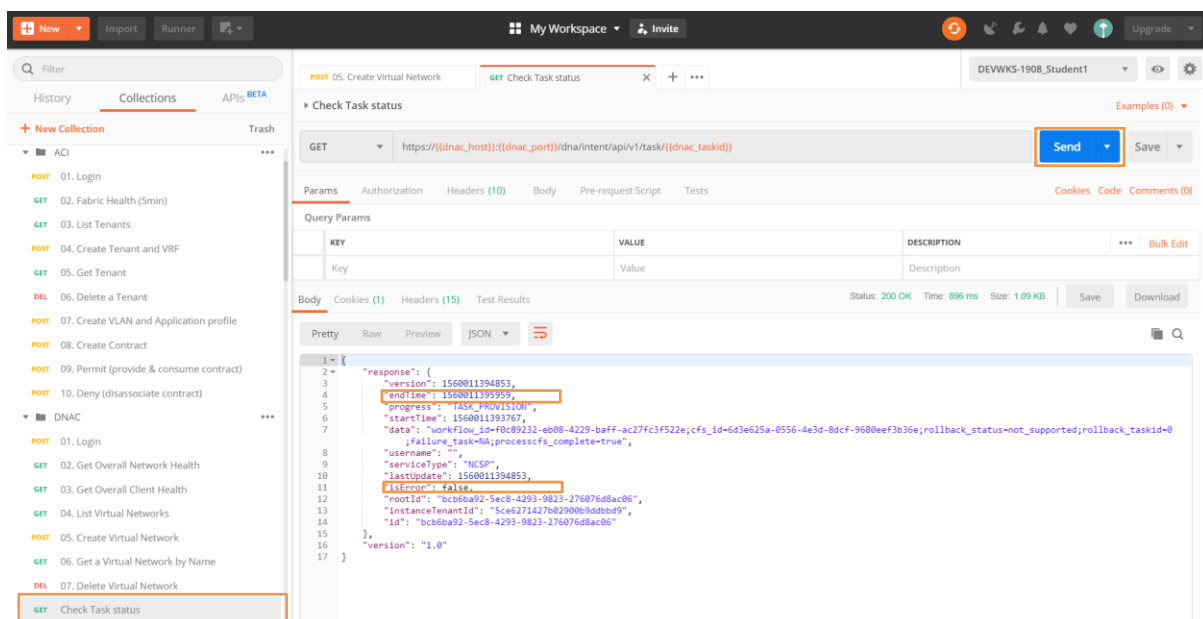 New Import Runner My Workspace Invite Upgrade
Filter
History Collections APIs BETA
+ New Collection Trash
ACI
POST 01. Login
GET 02. Fabric Health (5min)
GET 03. List Tenants
POST 04. Create Tenant and VRF
GET 05. Get Tenant
DEL 06. Delete a Tenant
POST 07. Create VLAN and Application profile
POST 08. Create Contract
POST 09. Permit (provide & consume contract)
POST 10. Deny (disassociate contract)
DNAC
POST 01. Login
GET 02. Get Overall Network Health
GET 03. Get Overall Client Health
GET 04. List Virtual Networks
POST 05. Create Virtual Network
GET 06. Get a Virtual Network by Name
DEL 07. Delete Virtual Network
GET Check Task status
POST 05. Create Virtual Network GET Check Task status DEVWKS-1908_Student1
Check Task status Examples (0)
GET https://{{dnac_host}}:{{dnac_port}}/dna/intent/api/v1/task/{{dnac_taskid}} Send Save
Params Authorization Headers (10) Body Pre-request Script Tests Cookies Code Comments (0)
Query Params
KEY VALUE DESCRIPTION Bulk Edit
Key Value Description
Body Cookies (1) Headers (15) Test Results Status: 200 OK Time: 896 ms Size: 1.09 KB Save Download
Pretty Raw Preview JSON
1 {
2 "response": {
3 "version": 1560011394853,
4 "endTime": 1560011395959,
5 "progress": "TASK_PROVISION",
6 "startTime": 1560011393767,
7 "data": "workflow_id=f0c89232-eb08-4229-baff-ac27fc3f522e;cfs_id=6d3e625a-0556-4e3d-8dcf-9680eef3b36e;rollback_status=not_supported;rollback_taskid=0
;failure_task=NA;processcfs_complete=true",
8 "username": "",
9 "serviceType": "NCSP",
10 "lastUpdate": 1560011394853,
11 "isError": false,
12 "rootId": "bcb6ba92-5ec8-4293-9823-276076d8ac06",
13 "instanceTenantId": "5ce6271427b02900b9ddbbd9",
14 "id": "bcb6ba92-5ec8-4293-9823-276076d8ac06"
15 },
16 "version": "1.0"
17 }